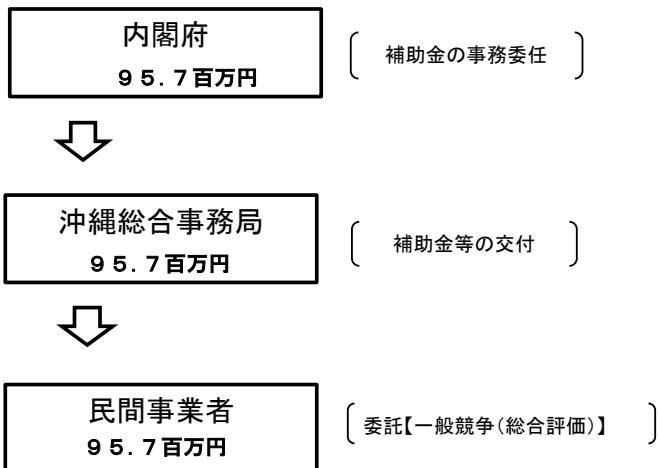 内閣府
９５．７百万円
補助金の事務委任
沖縄総合事務局
９５．７百万円
補助金等の交付
民間事業者
９５．７百万円
委託【一般競争（総合評価）】